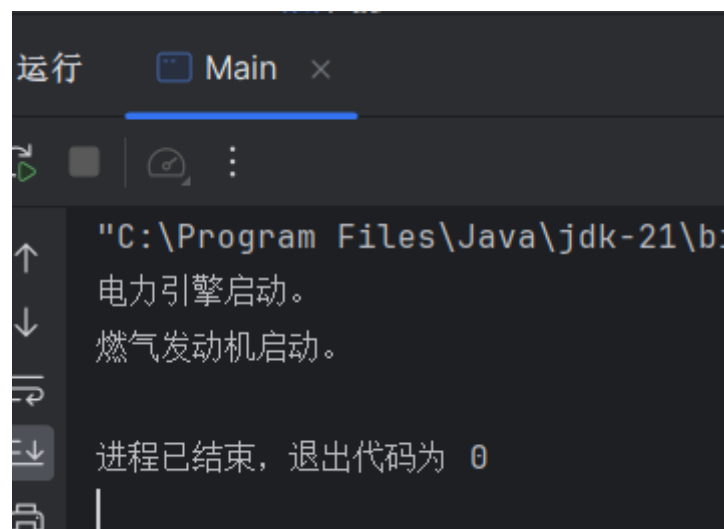 运行 Main
"C:\Program Files\Java\jdk-21\b
电力引擎启动。
燃气发动机启动。
进程已结束，退出代码为 0